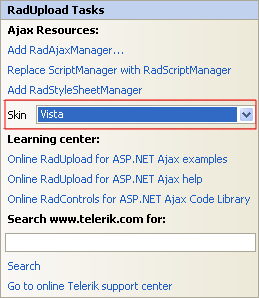 RadUpload Tasks
Ajax Resources:
Add RadAjaxManager...
Replace ScriptManager with RadScriptManager
Add RadStyleSheetManager
Skin Vista
Learning center:
Online RadUpload for ASP.NET Ajax examples
Online RadUpload for ASP.NET Ajax help
Online RadControls for ASP.NET Ajax Code Library
Search www.telerik.com for:
Search
Go to online Telerik support center